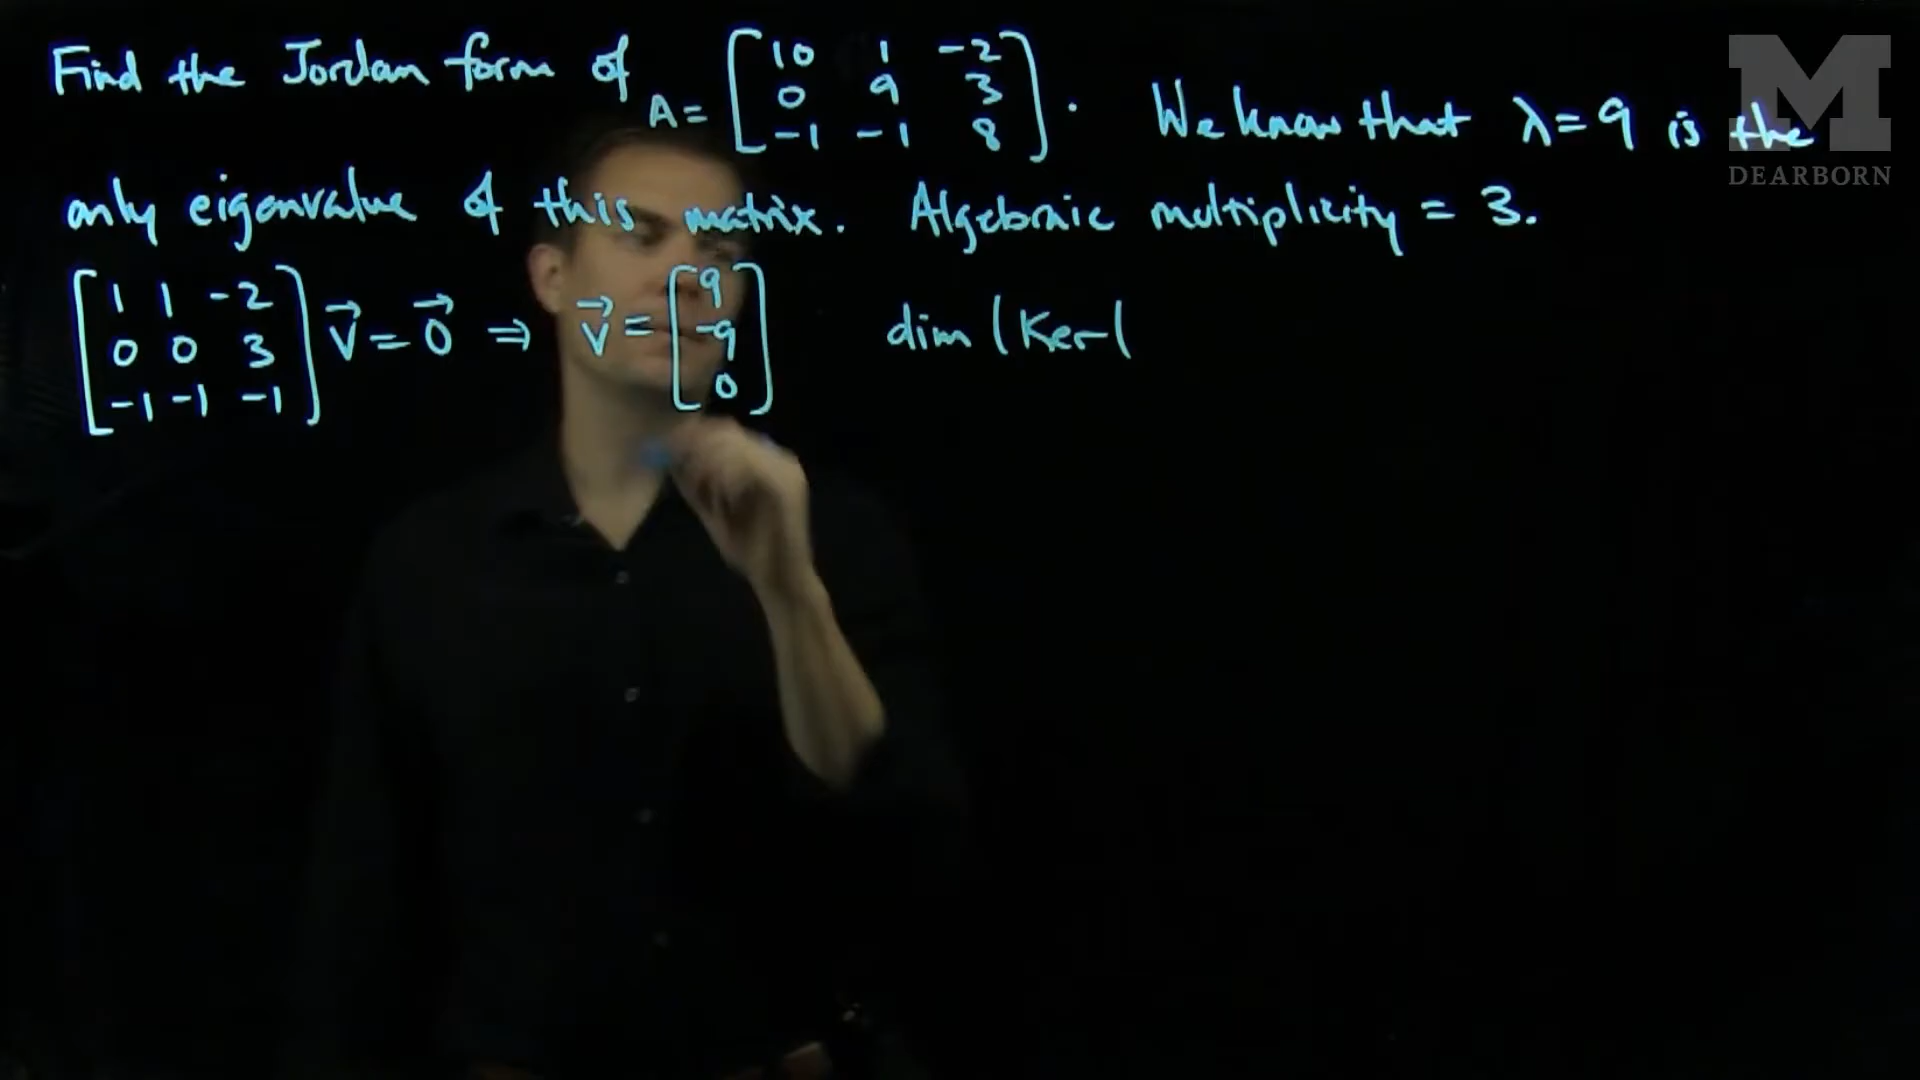 Find the Jordan form of A = [10 1 -2
0 9 3
-1 -1 8]. We know that λ = 9 is the
only eigenvalue of this matrix. Algebraic multiplicity = 3.
[1 1 -2
0 0 3
-1 -1 -1] v⃗ = 0⃗ ⇒ v⃗ = [9
-9
0] dim (Ker(
M
DEARBORN